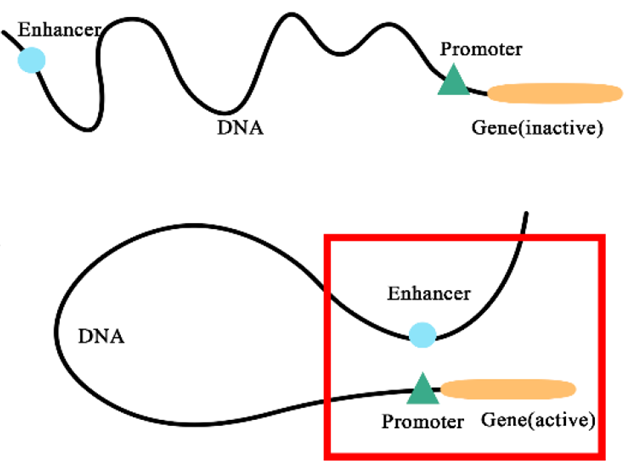 Enhancer
Promoter
DNA
Gene(inactive)
Enhancer
DNA
Promoter
Gene(active)